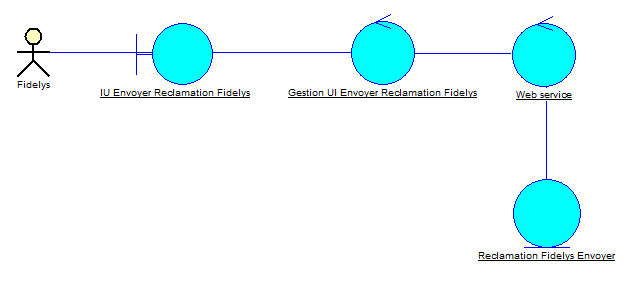 Fidelys
IU Envoyer Reclamation Fidelys
Gestion UI Envoyer Reclamation Fidelys
Web service
Reclamation Fidelys Envoyer